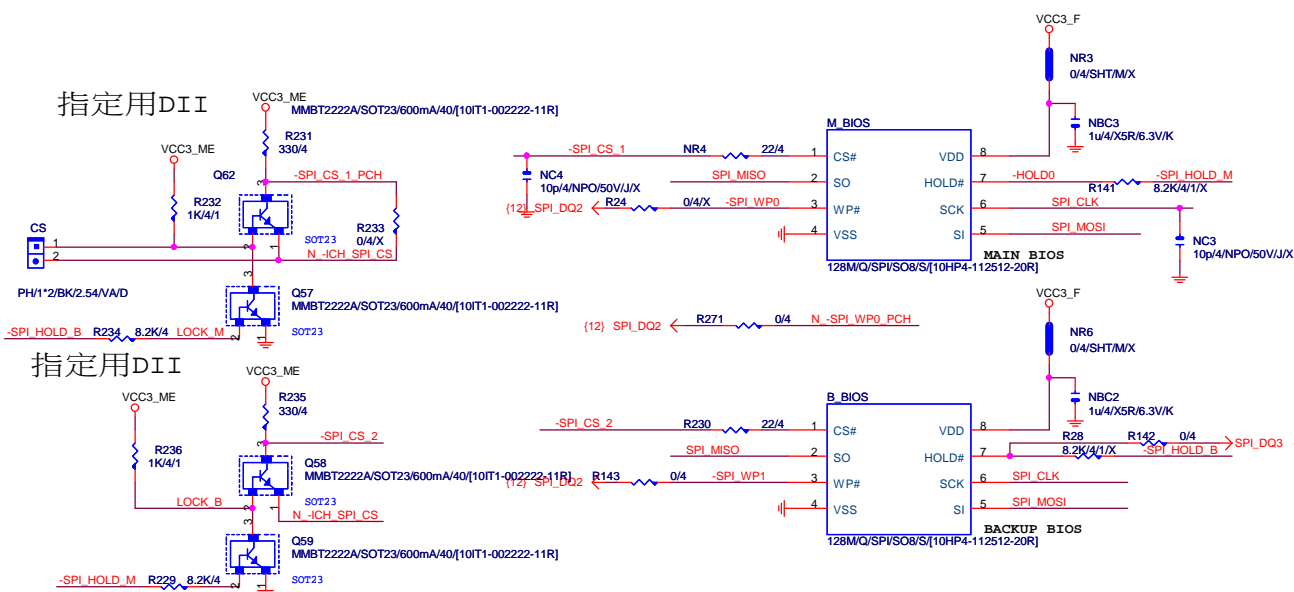 指定用DII
VCC3_ME
MMBT2222A/SOT23/600mA/40/[10IT1-002222-11R]
R231
330/4
VCC3_ME
Q62
3
-SPI_CS_1_PCH
R232
1K/4/1
R233
0/4/X
SOT23
CS
1
2
2
1
N_-ICH_SPI_CS
PH/1*2/BK/2.54/VA/D
3
Q57
MMBT2222A/SOT23/600mA/40/[10IT1-002222-11R]
SOT23
-SPI_HOLD_B
R234
8.2K/4
LOCK_M
2
1
指定用DII
VCC3_ME
VCC3_ME
R235
330/4
-SPI_CS_2
3
R236
1K/4/1
Q58
MMBT2222A/SOT23/600mA/40/[10IT1-002222-11R]
SOT23
LOCK_B
2
1
N_-ICH_SPI_CS
3
Q59
MMBT2222A/SOT23/600mA/40/[10IT1-002222-11R]
SOT23
-SPI_HOLD_M
R229
8.2K/4
2
1
VCC3_F
NR3
0/4/SHT/M/X
NBC3
1u/4/X5R/6.3V/K
M_BIOS
-SPI_CS_1
NR4
22/4
1
CS#
VDD
8
NC4
10p/4/NPO/50V/J/X
SPI_MISO
2
SO
HOLD#
7
-HOLD0
R141
8.2K/4/1/X
-SPI_HOLD_M
{12}
SPI_DQ2
R24
0/4/X
-SPI_WP0
3
WP#
SCK
6
SPI_CLK
4
VSS
SI
5
SPI_MOSI
NC3
10p/4/NPO/50V/J/X
MAIN BIOS
128M/Q/SPI/SO8/S/[10HP4-112512-20R]
{12}
SPI_DQ2
R271
0/4
N_-SPI_WP0_PCH
VCC3_F
NR6
0/4/SHT/M/X
NBC2
1u/4/X5R/6.3V/K
B_BIOS
-SPI_CS_2
R230
22/4
1
CS#
VDD
8
R28
8.2K/4/1/X
R142
0/4
SPI_DQ3
SPI_MISO
2
SO
HOLD#
7
-SPI_HOLD_B
{12}
SPI_DQ2
R143
0/4
-SPI_WP1
3
WP#
SCK
6
SPI_CLK
4
VSS
SI
5
SPI_MOSI
BACKUP BIOS
128M/Q/SPI/SO8/S/[10HP4-112512-20R]